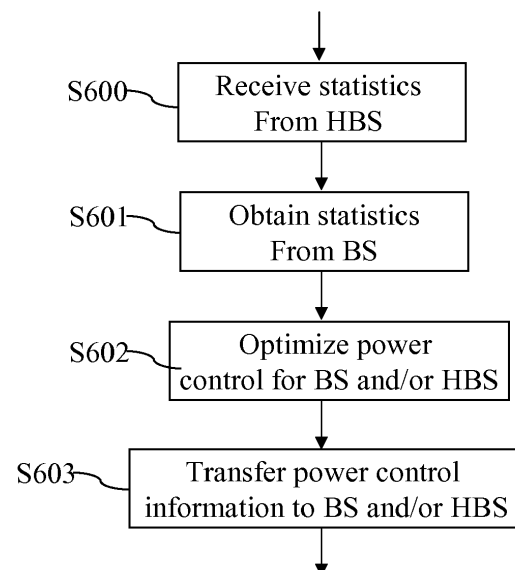 S600
Receive statistics
From HBS
S601
Obtain statistics
From BS
S602
Optimize power
control for BS and/or HBS
S603
Transfer power control
information to BS and/or HBS